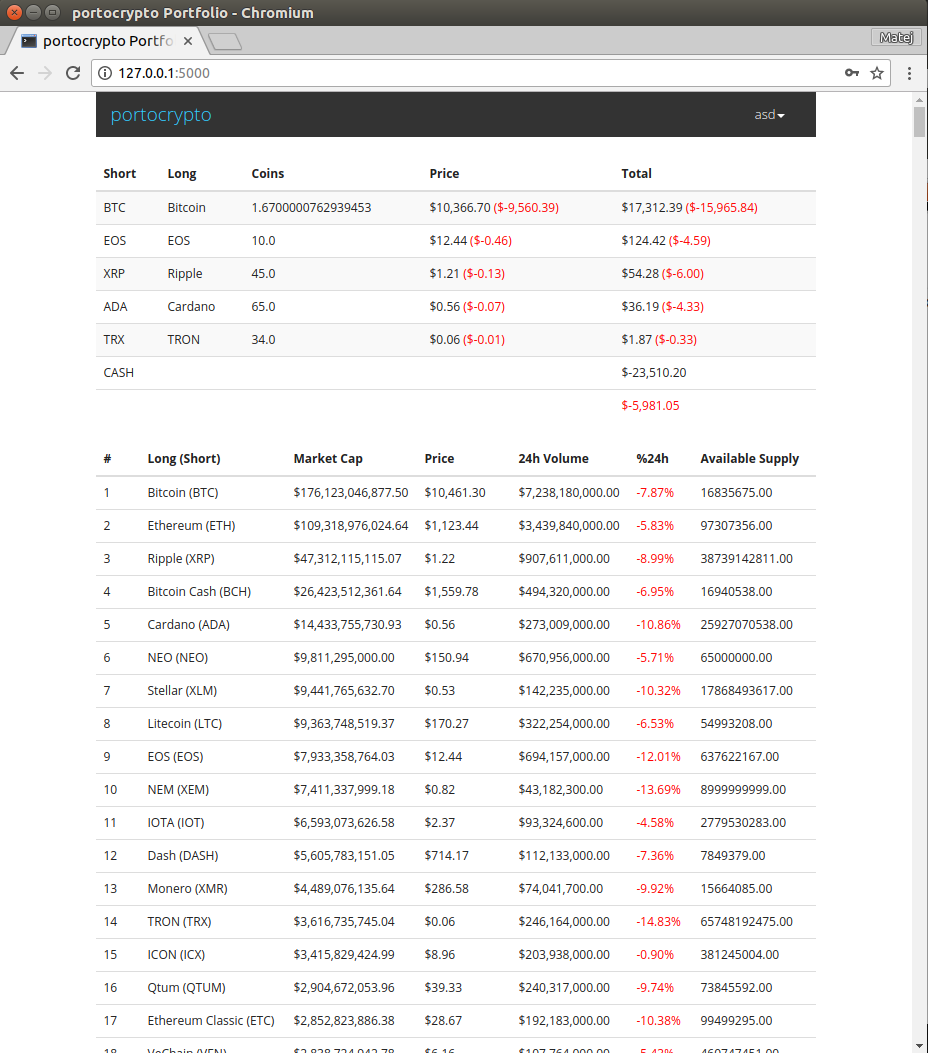 portocrypto Portfolio - Chromium
portocrypto Portfo
Matej
127.0.0.1:5000
portocrypto asd
Short Long Coins Price Total
BTC Bitcoin 1.6700000762939453 $10,366.70 ($-9,560.39) $17,312.39 ($-15,965.84)
EOS EOS 10.0 $12.44 ($-0.46) $124.42 ($-4.59)
XRP Ripple 45.0 $1.21 ($-0.13) $54.28 ($-6.00)
ADA Cardano 65.0 $0.56 ($-0.07) $36.19 ($-4.33)
TRX TRON 34.0 $0.06 ($-0.01) $1.87 ($-0.33)
CASH $-23,510.20
$-5,981.05
# Long (Short) Market Cap Price 24h Volume %24h Available Supply
1 Bitcoin (BTC) $176,123,046,877.50 $10,461.30 $7,238,180,000.00 -7.87% 16835675.00
2 Ethereum (ETH) $109,318,976,024.64 $1,123.44 $3,439,840,000.00 -5.83% 97307356.00
3 Ripple (XRP) $47,312,115,115.07 $1.22 $907,611,000.00 -8.99% 38739142811.00
4 Bitcoin Cash (BCH) $26,423,512,361.64 $1,559.78 $494,320,000.00 -6.95% 16940538.00
5 Cardano (ADA) $14,433,755,730.93 $0.56 $273,009,000.00 -10.86% 25927070538.00
6 NEO (NEO) $9,811,295,000.00 $150.94 $670,956,000.00 -5.71% 65000000.00
7 Stellar (XLM) $9,441,765,632.70 $0.53 $142,235,000.00 -10.32% 17868493617.00
8 Litecoin (LTC) $9,363,748,519.37 $170.27 $322,254,000.00 -6.53% 54993208.00
9 EOS (EOS) $7,933,358,764.03 $12.44 $694,157,000.00 -12.01% 637622167.00
10 NEM (XEM) $7,411,337,999.18 $0.82 $43,182,300.00 -13.69% 8999999999.00
11 IOTA (IOT) $6,593,073,626.58 $2.37 $93,324,600.00 -4.58% 2779530283.00
12 Dash (DASH) $5,605,783,151.05 $714.17 $112,133,000.00 -7.36% 7849379.00
13 Monero (XMR) $4,489,076,135.64 $286.58 $74,041,700.00 -9.92% 15664085.00
14 TRON (TRX) $3,616,735,745.04 $0.06 $246,164,000.00 -14.83% 65748192475.00
15 ICON (ICX) $3,415,829,424.99 $8.96 $203,938,000.00 -0.90% 381245004.00
16 Qtum (QTUM) $2,904,672,053.96 $39.33 $240,317,000.00 -9.74% 73845592.00
17 Ethereum Classic (ETC) $2,852,823,886.38 $28.67 $192,183,000.00 -10.38% 99499295.00
18 VeChain (VEN)